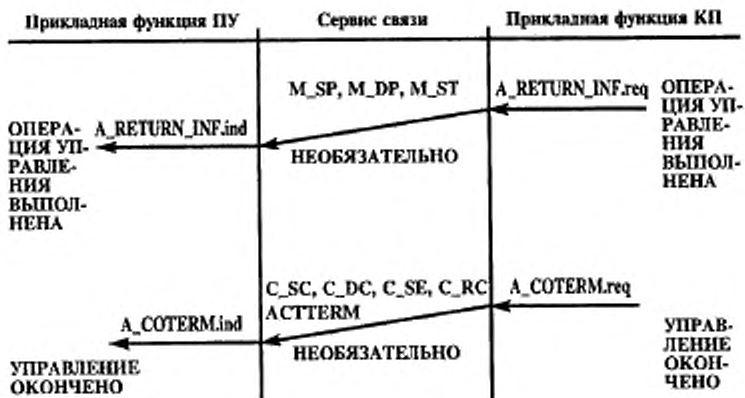 Прикладная функция ПУ
Сервис связи
Прикладная функция КП
M_SP, M_DP, M_ST
A_RETURN_INF.req
ОПЕРА-
ЦИЯ УП-
РАВЛЕ-
НИЯ
ВЫПОЛ-
НЕНА
ОПЕРА-
ЦИЯ УП-
РАВЛЕ-
НИЯ
ВЫПОЛ-
НЕНА
A_RETURN_INF.ind
НЕОБЯЗАТЕЛЬНО
C_SC, C_DC, C_SE, C_RC
ACTTERM
A_COTERM.req
A_COTERM.ind
НЕОБЯЗАТЕЛЬНО
УПРАВЛЕНИЕ
ОКОНЧЕНО
УПРАВ-
ЛЕНИЕ
ОКОН-
ЧЕНО